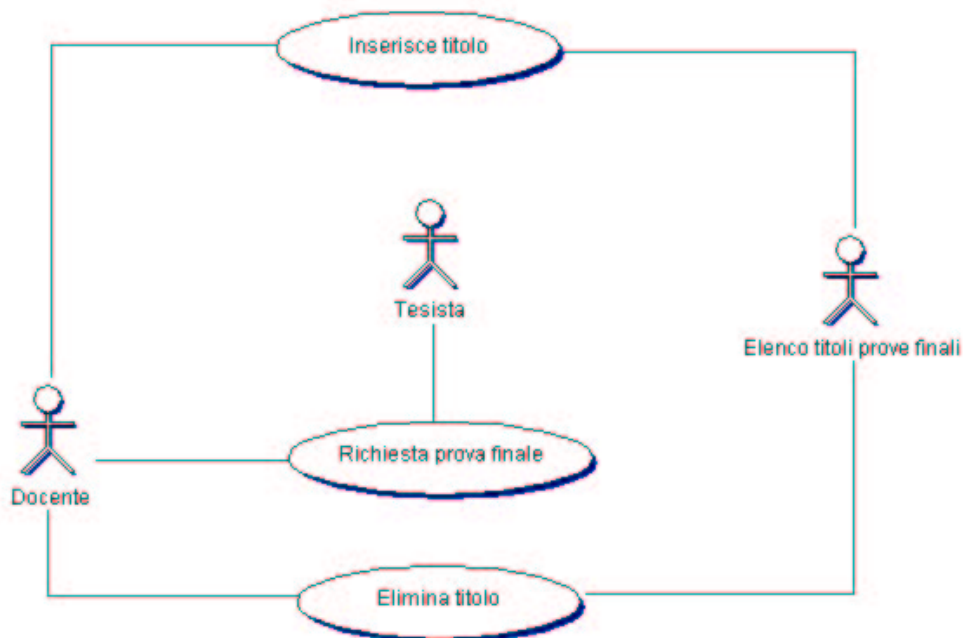 Inserisce titolo
Tesista
Elenco titoli prove finali
Richiesta prova finale
Docente
Elimina titolo